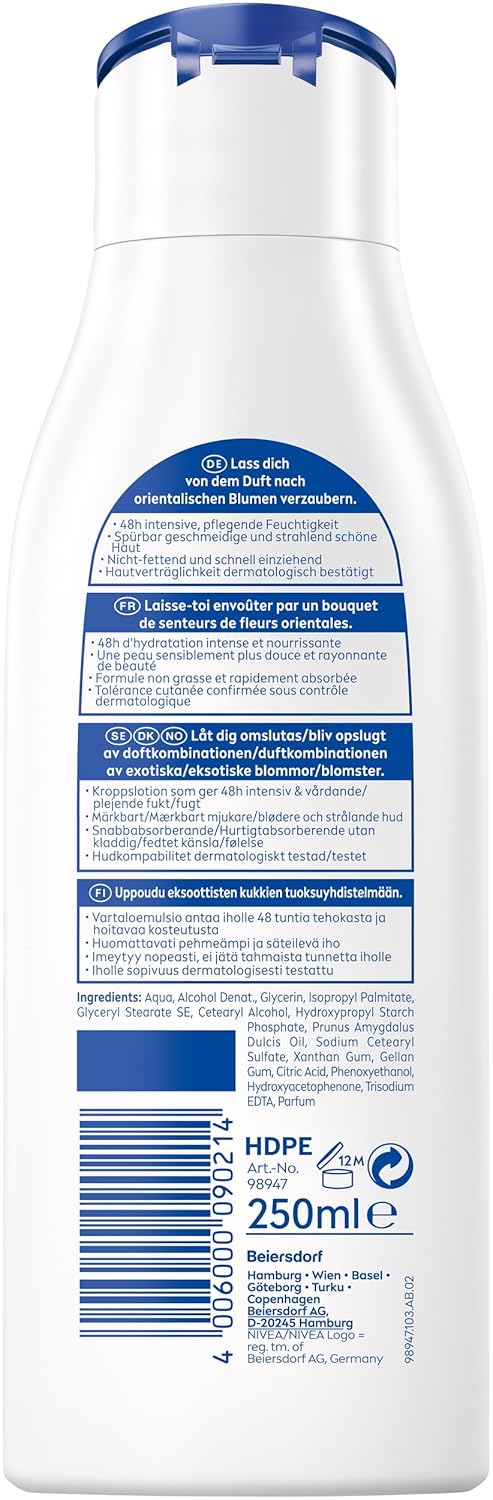 DE Lass dich
von dem Duft nach
orientalischen Blumen verzaubern.
• 48h intensive, pflegende Feuchtigkeit
• Spürbar geschmeidige und strahlend schöne
Haut
• Nicht-fettend und schnell einziehend
• Hautverträglichkeit dermatologisch bestätigt
FR Laisse-toi envoûter par un bouquet
de senteurs de fleurs orientales.
• 48h d'hydratation intense et nourrissante
• Une peau sensiblement plus douce et rayonnante
de beauté
• Formule non grasse et rapidement absorbée
• Tolérance cutanée confirmée sous contrôle
dermatologique
SE DK NO Låt dig omslutas/bliv opslugt
av doftkombinationen/duftkombinationen
av exotiska/eksotiske blommor/blomster.
• Kroppslotion som ger 48h intensiv & vårdande/
plejende fukt/fugt
• Märkbart/Mærkbart mjukare/blødere och strålande hud
• Snabbabsorberande/Hurtigtabsorberende utan
kladdig/fedtet känsla/følelse
• Hudkompabilitet dermatologiskt testad/testet
FI Uppoudu eksoottisten kukkien tuoksuyhdistelmään.
• Vartaloemulsio antaa iholle 48 tuntia tehokasta ja
hoitavaa kosteutusta
• Huomattavati pehmeämpi ja säteilevä iho
• Imeytyy nopeasti, ei jätä tahmaista tunnetta iholle
• Iholle sopivuus dermatologisesti testattu
Ingredients: Aqua, Alcohol Denat., Glycerin, Isopropyl Palmitate,
Glyceryl Stearate SE, Cetearyl Alcohol, Hydroxypropyl Starch
Phosphate, Prunus Amygdalus
Dulcis Oil, Sodium Cetearyl
Sulfate, Xanthan Gum, Gellan
Gum, Citric Acid, Phenoxyethanol,
Hydroxyacetophenone, Trisodium
EDTA, Parfum
4 006000 090214
HDPE
Art.-No.
98947
12M
250ml e
Beiersdorf
Hamburg • Wien • Basel •
Göteborg • Turku •
Copenhagen
Beiersdorf AG,
D-20245 Hamburg
NIVEA/NIVEA Logo =
reg. tm. of
Beiersdorf AG, Germany
98947.103.AB.02